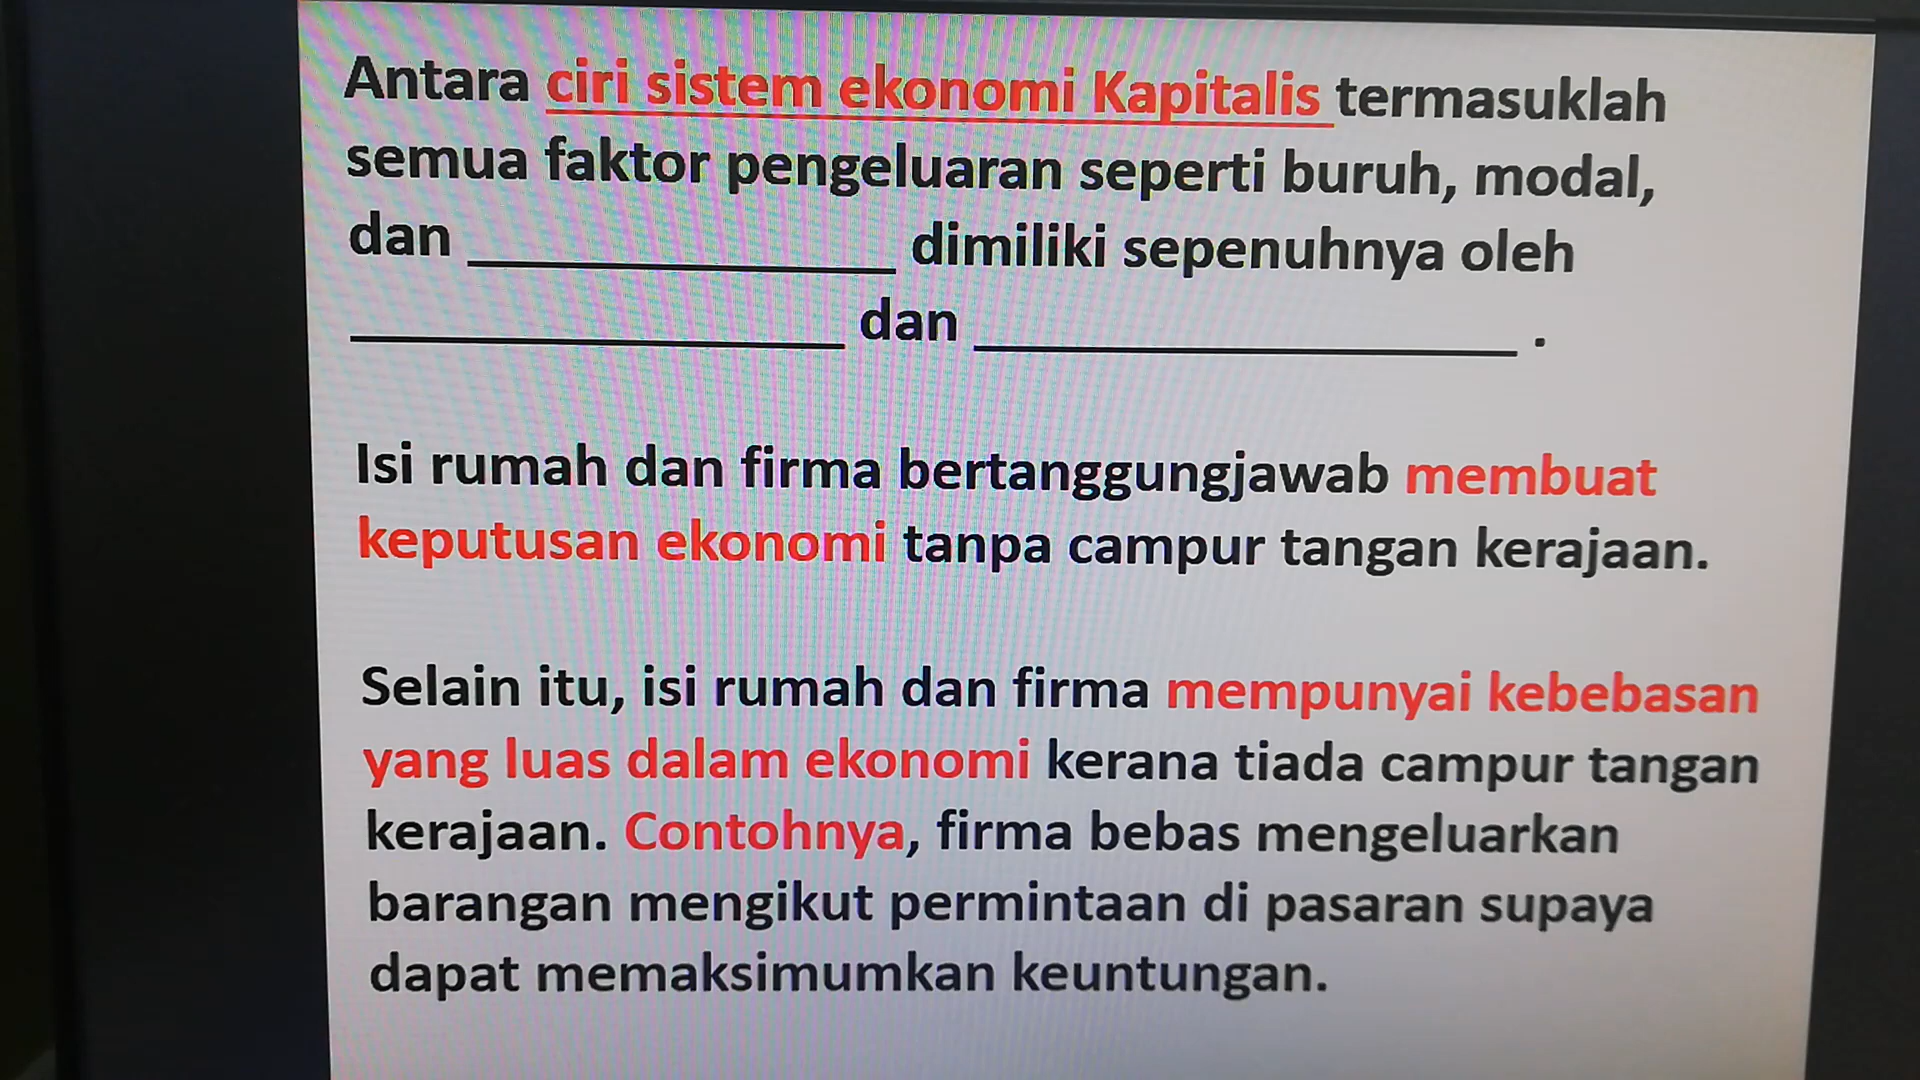 Antara ciri sistem ekonomi Kapitalis termasuklah
semua faktor pengeluaran seperti buruh, modal,
dan _______________ dimiliki sepenuhnya oleh
_________________ dan ___________________ .
Isi rumah dan firma bertanggungjawab membuat
keputusan ekonomi tanpa campur tangan kerajaan.
Selain itu, isi rumah dan firma mempunyai kebebasan
yang luas dalam ekonomi kerana tiada campur tangan
kerajaan. Contohnya, firma bebas mengeluarkan
barangan mengikut permintaan di pasaran supaya
dapat memaksimumkan keuntungan.